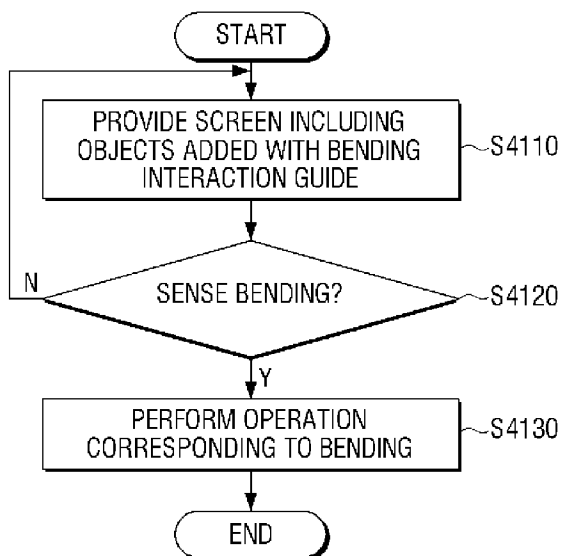 START
PROVIDE SCREEN INCLUDING
OBJECTS ADDED WITH BENDING
INTERACTION GUIDE
S4110
N
SENSE BENDING?
S4120
Y
PERFORM OPERATION
CORRESPONDING TO BENDING
S4130
END